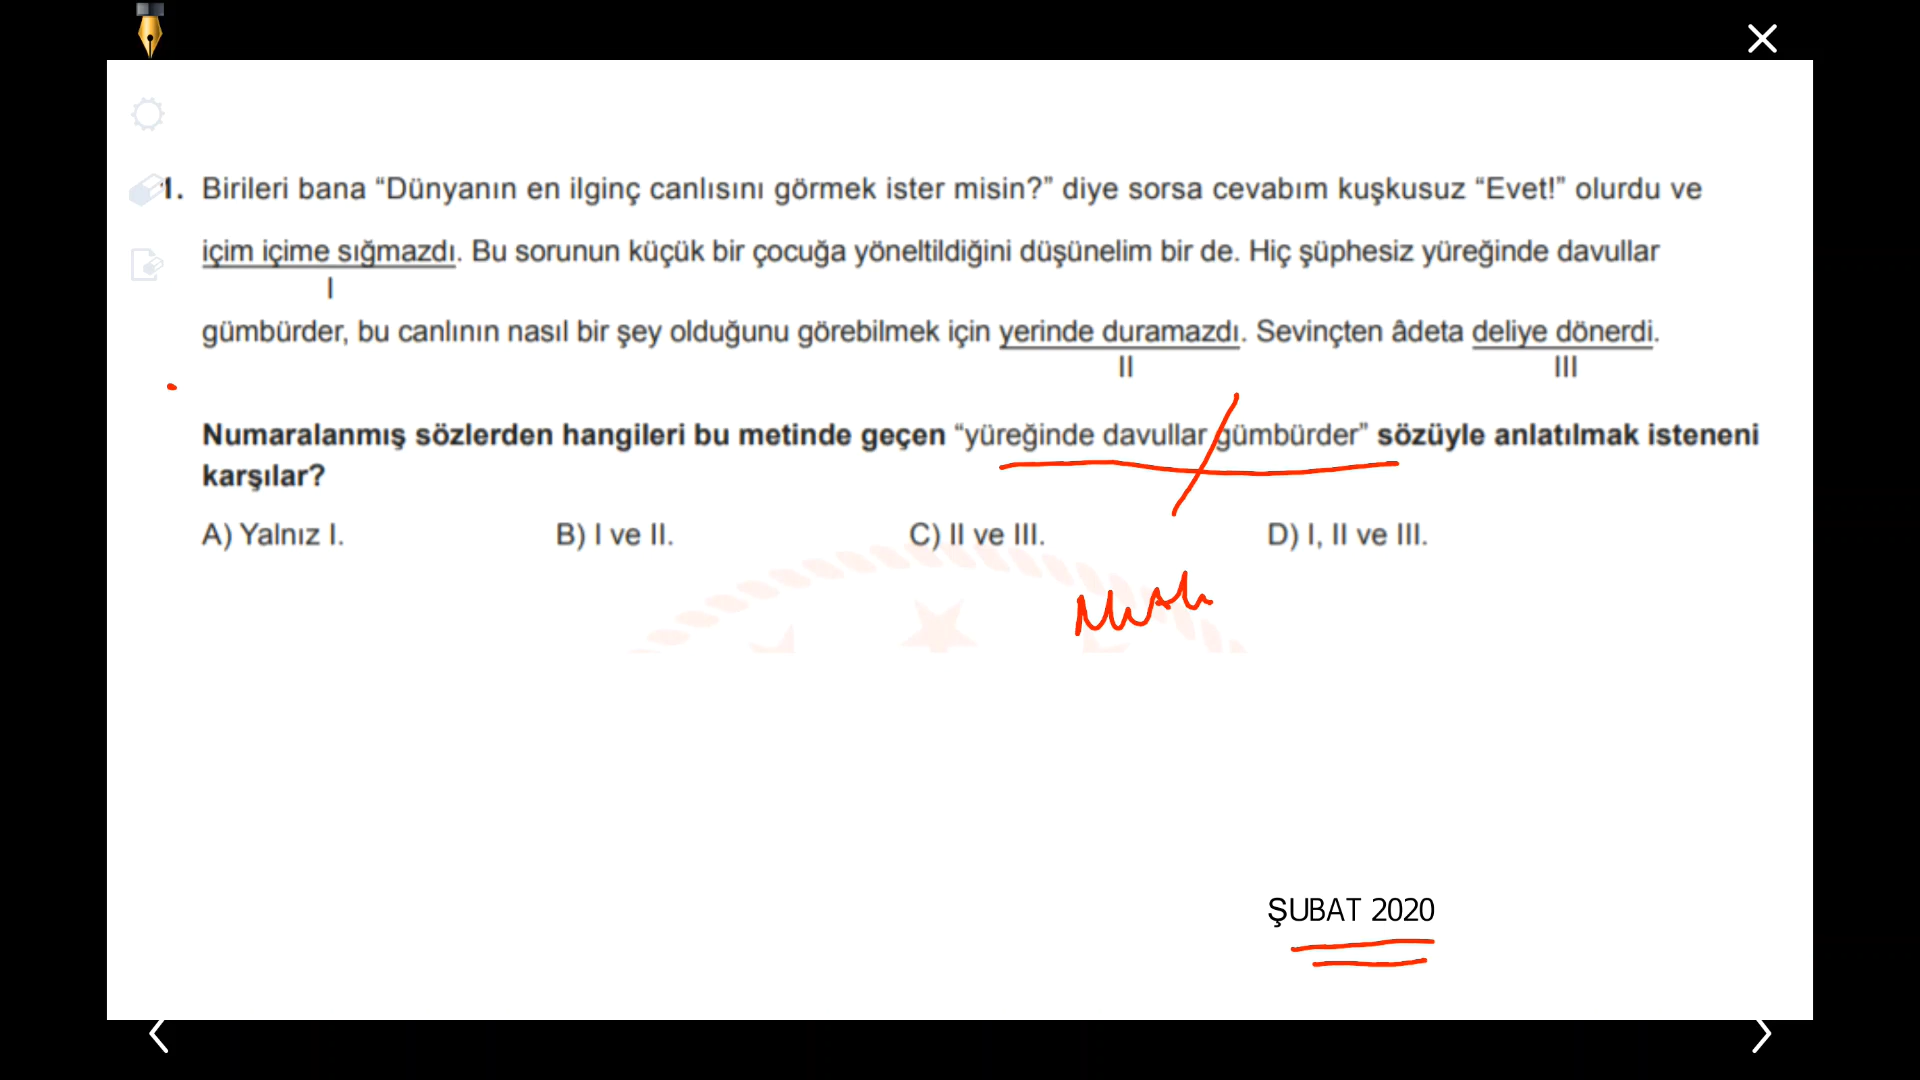 1. Birileri bana “Dünyanın en ilginç canlısını görmek ister misin?” diye sorsa cevabım kuşkusuz “Evet!” olurdu ve
içim içime sığmazdı. Bu sorunun küçük bir çocuğa yöneltildiğini düşünelim bir de. Hiç şüphesiz yüreğinde davullar
I
gümbürder, bu canlının nasıl bir şey olduğunu görebilmek için yerinde duramazdı. Sevinçten âdeta deliye dönerdi.
II III
Numaralanmış sözlerden hangileri bu metinde geçen “yüreğinde davullar gümbürder” sözüyle anlatılmak isteneni
karşılar?
A) Yalnız I. B) I ve II. C) II ve III. D) I, II ve III.
ŞUBAT 2020